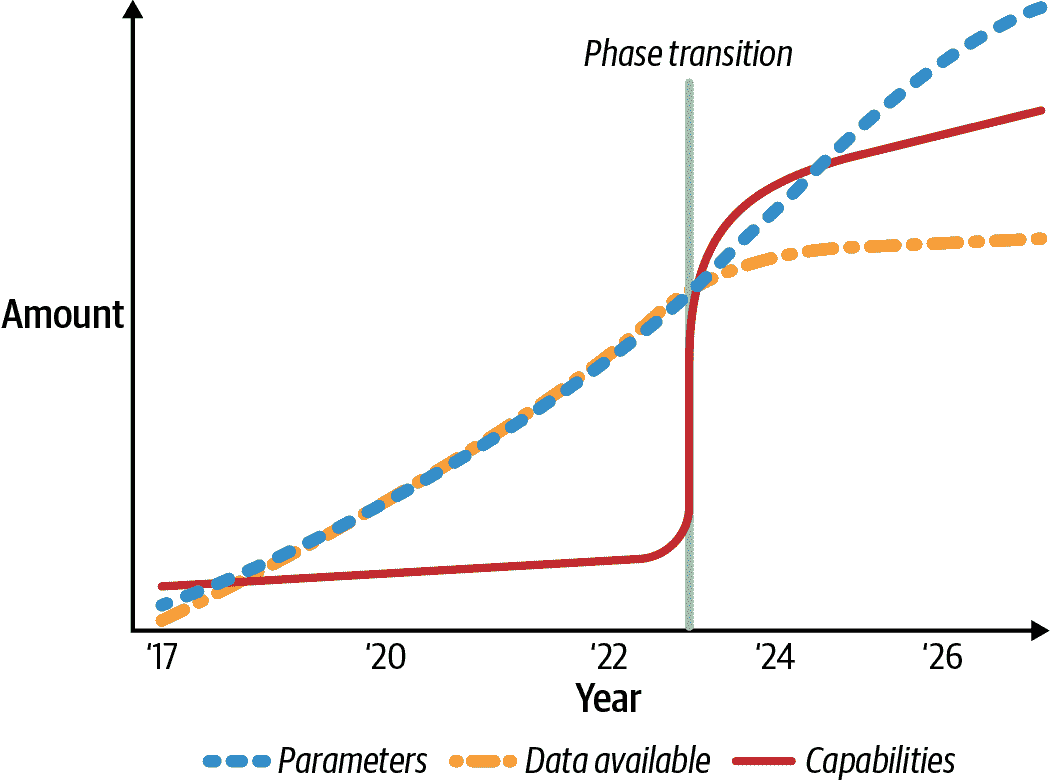 Phase transition
Amount
‘17 ‘20 ‘22 ‘24 ‘26
Year
Parameters Data available Capabilities